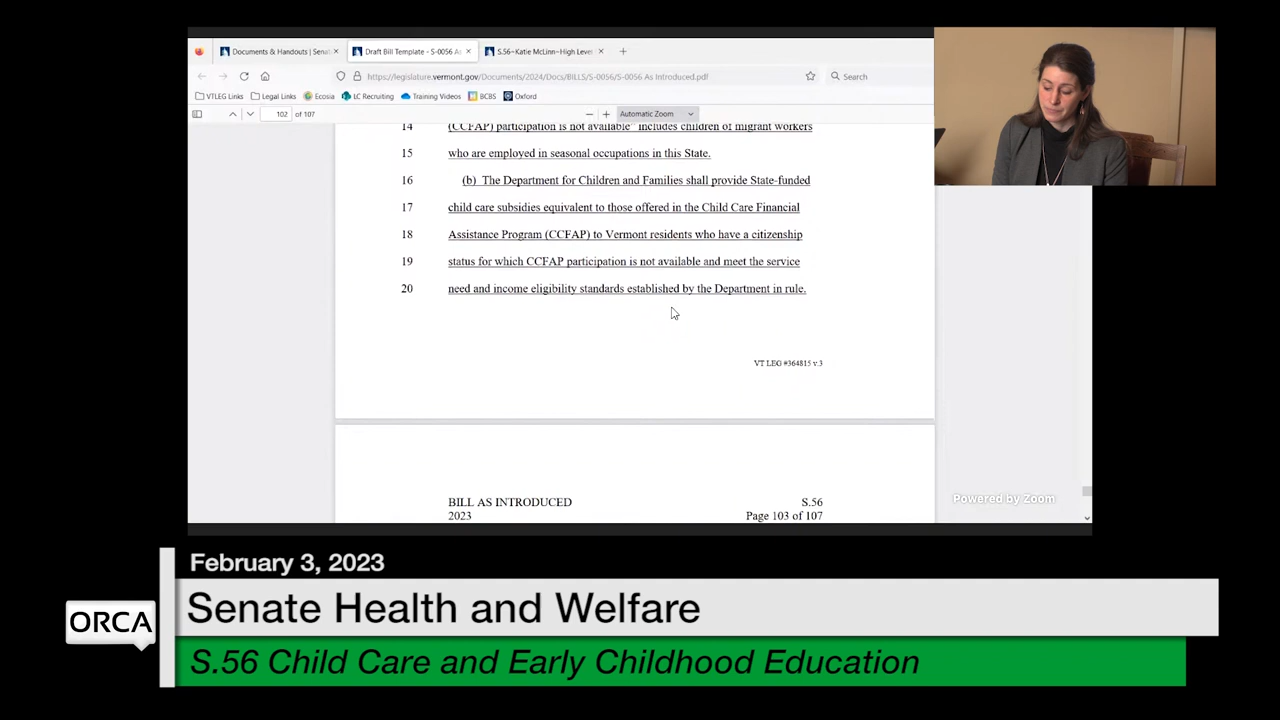 Documents & Handouts | Sena
Draft Bill Template - S-0056 As
S.56~Katie McLinn~High Level
https://legislature.vermont.gov/Documents/2024/Docs/BILLS/S-0056/S-0056 As Introduced.pdf
Search
VTLEG Links
Legal Links
Ecosia
LC Recruiting
Training Videos
BCBS
Oxford
102 of 107
Automatic Zoom
14 (CCFAP) participation is not available" includes children of migrant workers
15 who are employed in seasonal occupations in this State.
16 (b) The Department for Children and Families shall provide State-funded
17 child care subsidies equivalent to those offered in the Child Care Financial
18 Assistance Program (CCFAP) to Vermont residents who have a citizenship
19 status for which CCFAP participation is not available and meet the service
20 need and income eligibility standards established by the Department in rule.
VT LEG #364815 v.3
BILL AS INTRODUCED S.56
2023 Page 103 of 107
Powered by Zoom
February 3, 2023
Senate Health and Welfare
ORCA
S.56 Child Care and Early Childhood Education